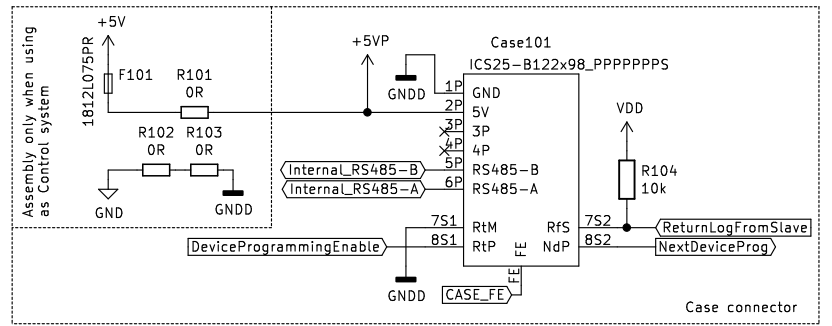 Assembly only when using
as Control system
+5V
1812L075PR
F101
R101
0R
R102
0R
R103
0R
GND
GNDD
+5VP
GNDD
Case101
ICS25-B122x98_PPPPPPPS
1P
GND
2P
5V
3P
3P
4P
4P
5P
RS485-B
6P
RS485-A
Internal_RS485-B
Internal_RS485-A
7S1
RtM
8S1
RtP
RfS
7S2
NdP
8S2
FE
FE
DeviceProgrammingEnable
GNDD
CASE_FE
VDD
R104
10k
ReturnLogFromSlave
NextDeviceProg
Case connector